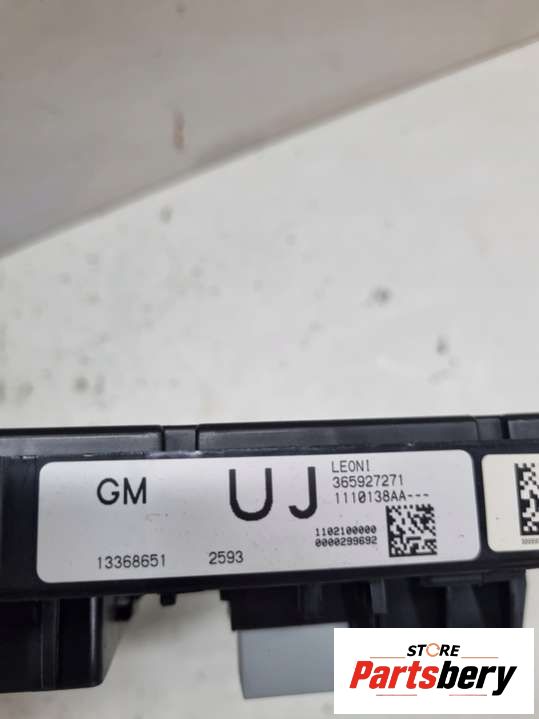 GM
UJ
LEONI
365927271
1110138AA---
1102100000
0000299692
13368651
2593
STORE
Partsbery